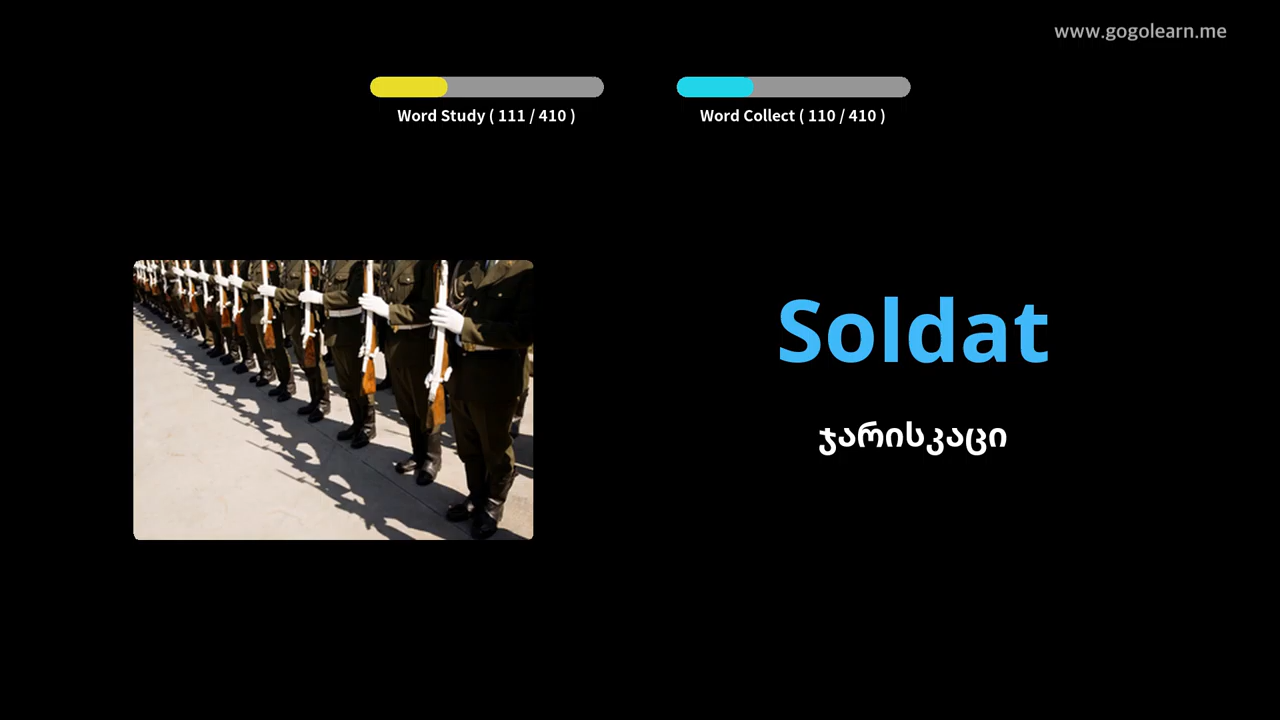 www.gogolearn.me
Word Study ( 111 / 410 )
Word Collect ( 110 / 410 )
Soldat
ჯარისკაცი